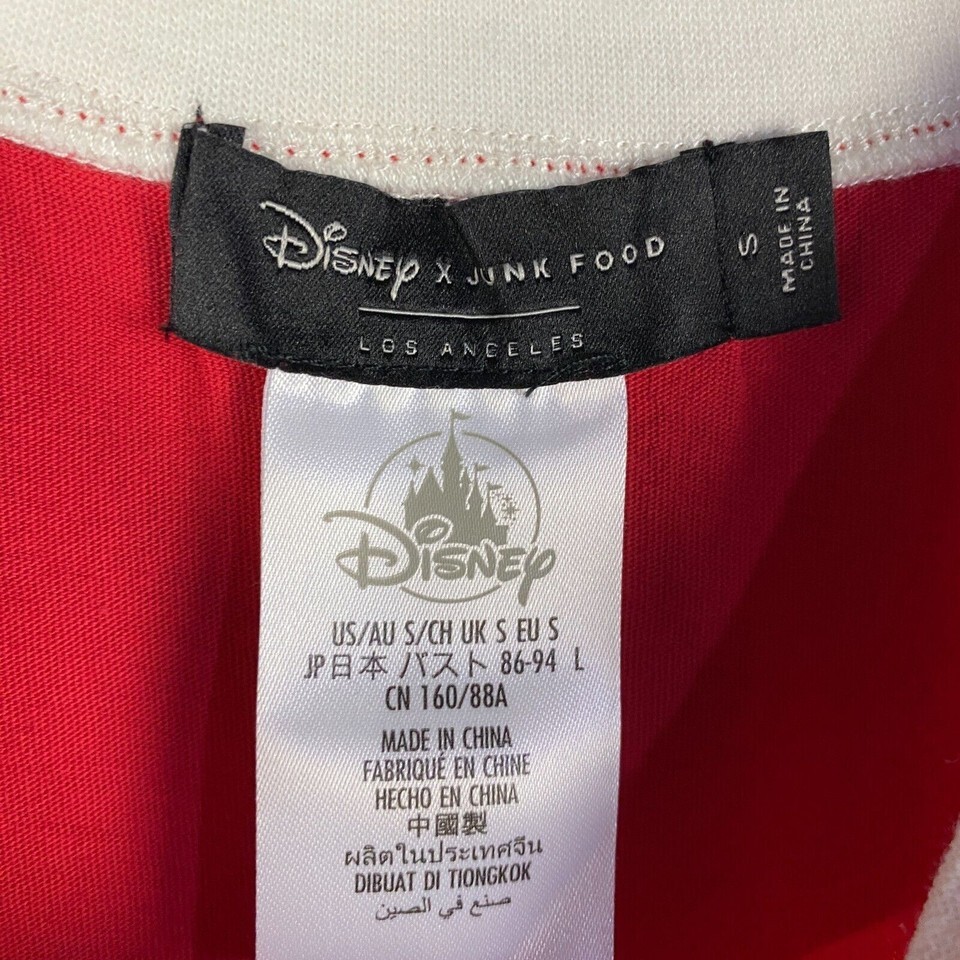 Disney X JUNK FOOD
LOS ANGELES
S
MADE IN
CHINA
Disney
US/AU S/CH UK S EU S
JP日本 バスト 86-94 L
CN 160/88A
MADE IN CHINA
FABRIQUÉ EN CHINE
HECHO EN CHINA
中國製
ผลิตในประเทศจีน
DIBUAT DI TIONGKOK
صنع في الصين